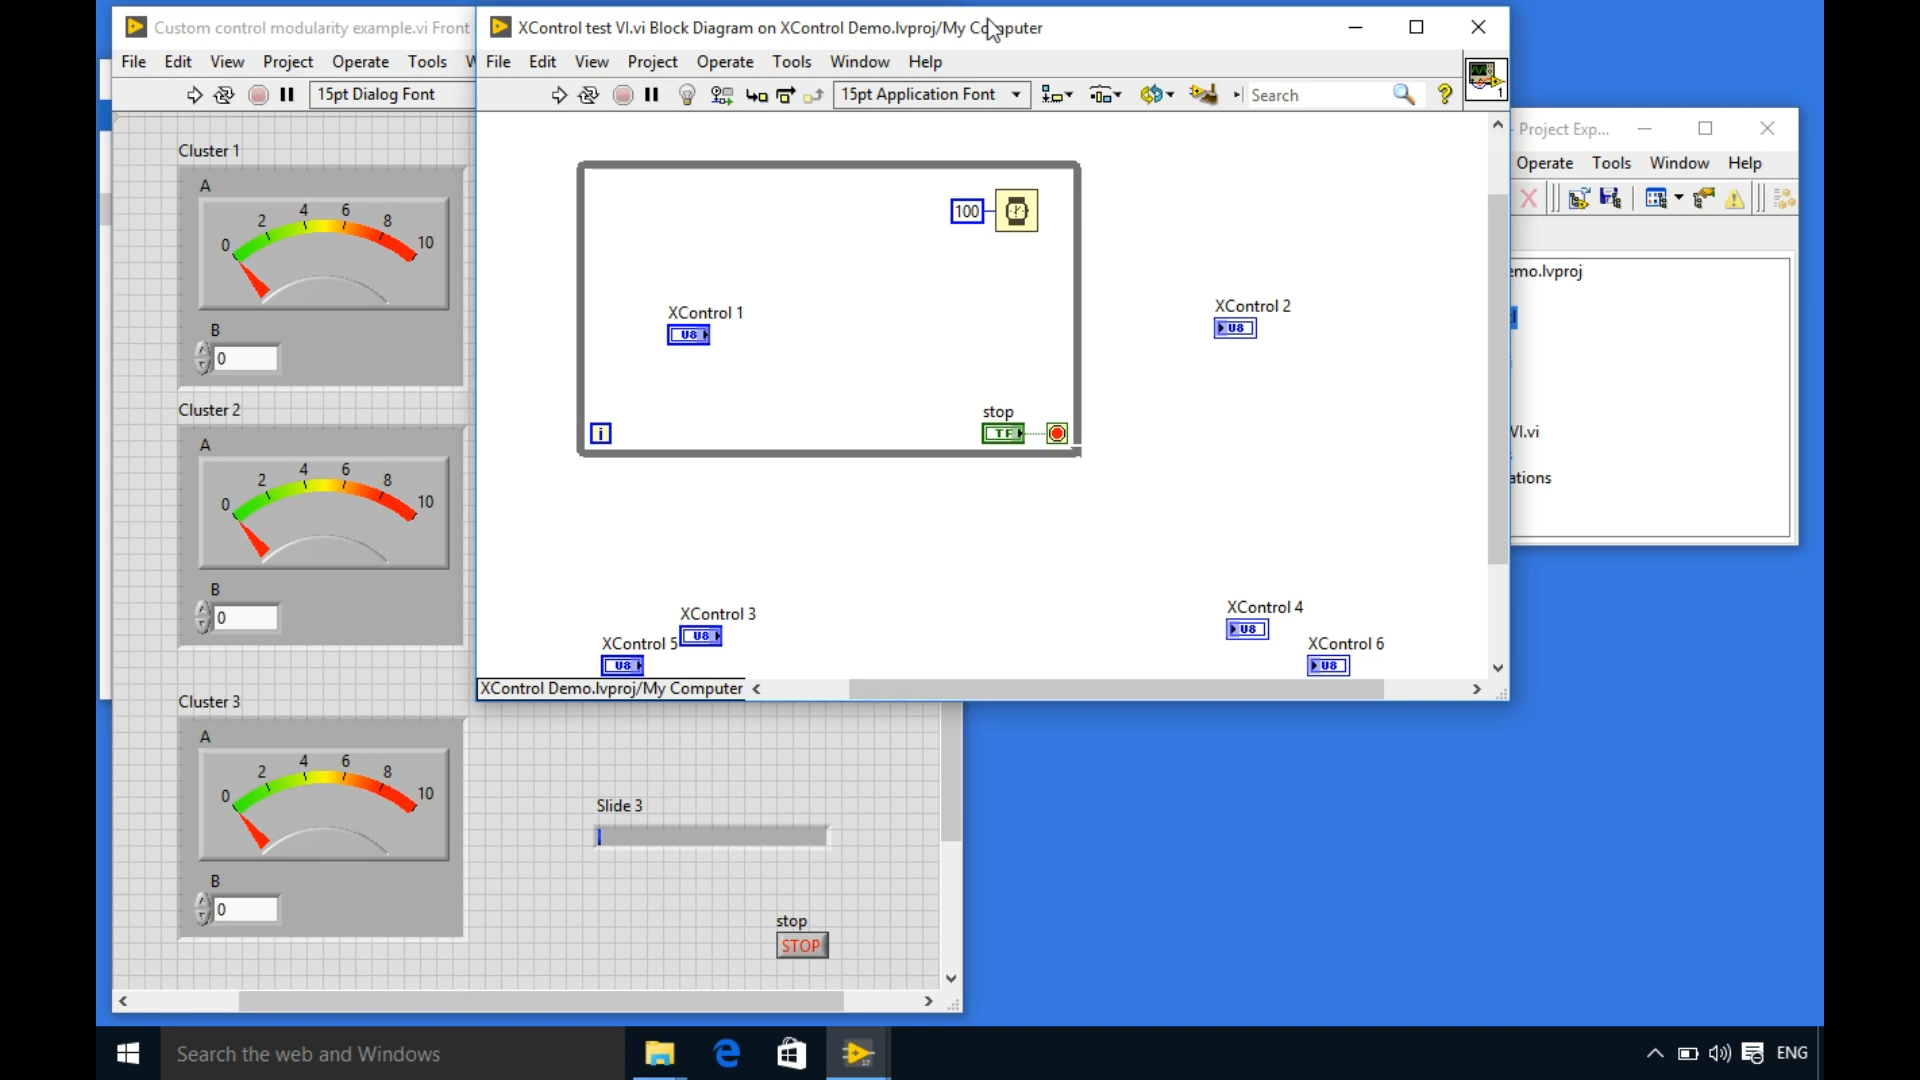 Custom control modularity example.vi Front
File Edit View Project Operate Tools W
15pt Dialog Font
Cluster 1
A
0 2 4 6 8 10
B
0
Cluster 2
A
0 2 4 6 8 10
B
0
Cluster 3
A
0 2 4 6 8 10
B
0
Slide 3
stop
STOP
XControl test VI.vi Block Diagram on XControl Demo.lvproj/My Computer
File Edit View Project Operate Tools Window Help
15pt Application Font
Search
?
1
100
XControl 1
U8
stop
TF
i
XControl 2
U8
XControl 3
U8
XControl 5
U8
XControl 4
U8
XControl 6
U8
XControl Demo.lvproj/My Computer
- Project Exp...
Operate Tools Window Help
emo.lvproj
VI.vi
ations
Search the web and Windows
17
ENG